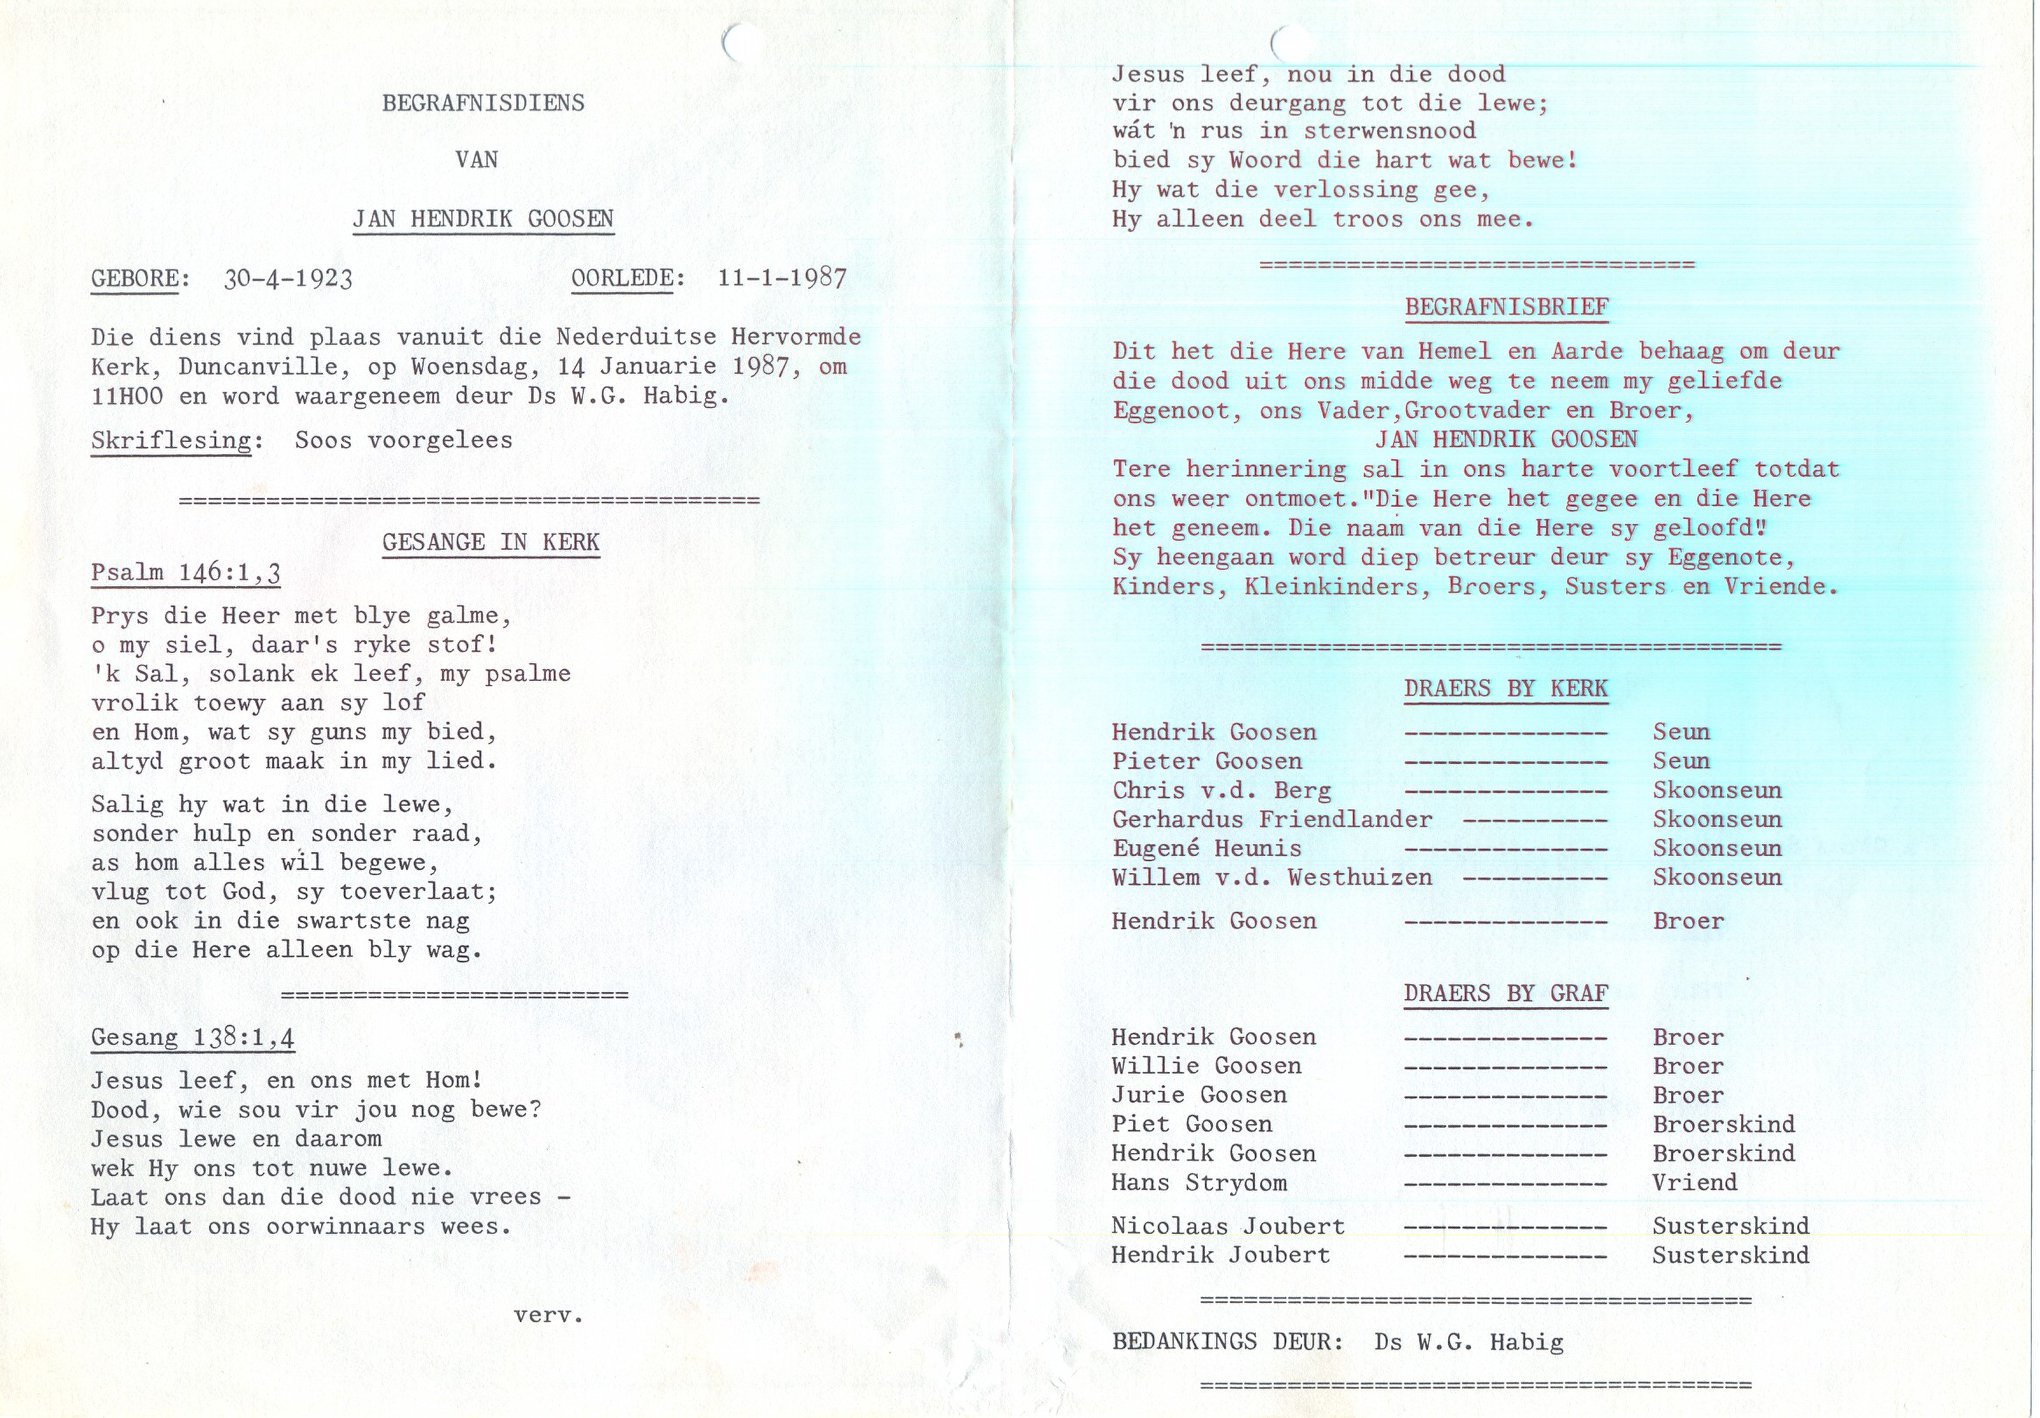 BEGRAFNISDIENS
VAN
JAN HENDRIK GOOSEN
GEBORE: 30-4-1923 OORLEDE: 11-1-1987
Die diens vind plaas vanuit die Nederduitse Hervormde
Kerk, Duncanville, op Woensdag, 14 Januarie 1987, om
11H00 en word waargeneem deur Ds W.G. Habig.
Skriflesing: Soos voorgelees
========================================
GESANGE IN KERK
Psalm 146:1,3
Prys die Heer met blye galme,
o my siel, daar's ryke stof!
'k Sal, solank ek leef, my psalme
vrolik toewy aan sy lof
en Hom, wat sy guns my bied,
altyd groot maak in my lied.
Salig hy wat in die lewe,
sonder hulp en sonder raad,
as hom alles wil begewe,
vlug tot God, sy toeverlaat;
en ook in die swartste nag
op die Here alleen bly wag.
========================
Gesang 138:1,4
Jesus leef, en ons met Hom!
Dood, wie sou vir jou nog bewe?
Jesus lewe en daarom
wek Hy ons tot nuwe lewe.
Laat ons dan die dood nie vrees -
Hy laat ons oorwinnaars wees.
verv.
Jesus leef, nou in die dood
vir ons deurgang tot die lewe;
wát 'n rus in sterwensnood
bied sy Woord die hart wat bewe!
Hy wat die verlossing gee,
Hy alleen deel troos ons mee.
==============================
BEGRAFNISBRIEF
Dit het die Here van Hemel en Aarde behaag om deur
die dood uit ons midde weg te neem my geliefde
Eggenoot, ons Vader,Grootvader en Broer,
JAN HENDRIK GOOSEN
Tere herinnering sal in ons harte voortleef totdat
ons weer ontmoet."Die Here het gegee en die Here
het geneem. Die naam van die Here sy geloofd"!
Sy heengaan word diep betreur deur sy Eggenote,
Kinders, Kleinkinders, Broers, Susters en Vriende.
========================================
DRAERS BY KERK
Hendrik Goosen -------------- Seun
Pieter Goosen -------------- Seun
Chris v.d. Berg -------------- Skoonseun
Gerhardus Friendlander ---------- Skoonseun
Eugené Heunis -------------- Skoonseun
Willem v.d. Westhuizen ---------- Skoonseun
Hendrik Goosen -------------- Broer
DRAERS BY GRAF
Hendrik Goosen -------------- Broer
Willie Goosen -------------- Broer
Jurie Goosen -------------- Broer
Piet Goosen -------------- Broerskind
Hendrik Goosen -------------- Broerskind
Hans Strydom -------------- Vriend
Nicolaas Joubert -------------- Susterskind
Hendrik Joubert -------------- Susterskind
======================================
BEDANKINGS DEUR: Ds W.G. Habig
======================================